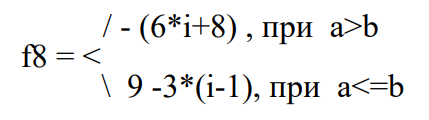 / - (6*i+8) , при a>b
f8 = <
\ 9 -3*(i-1), при a<=b